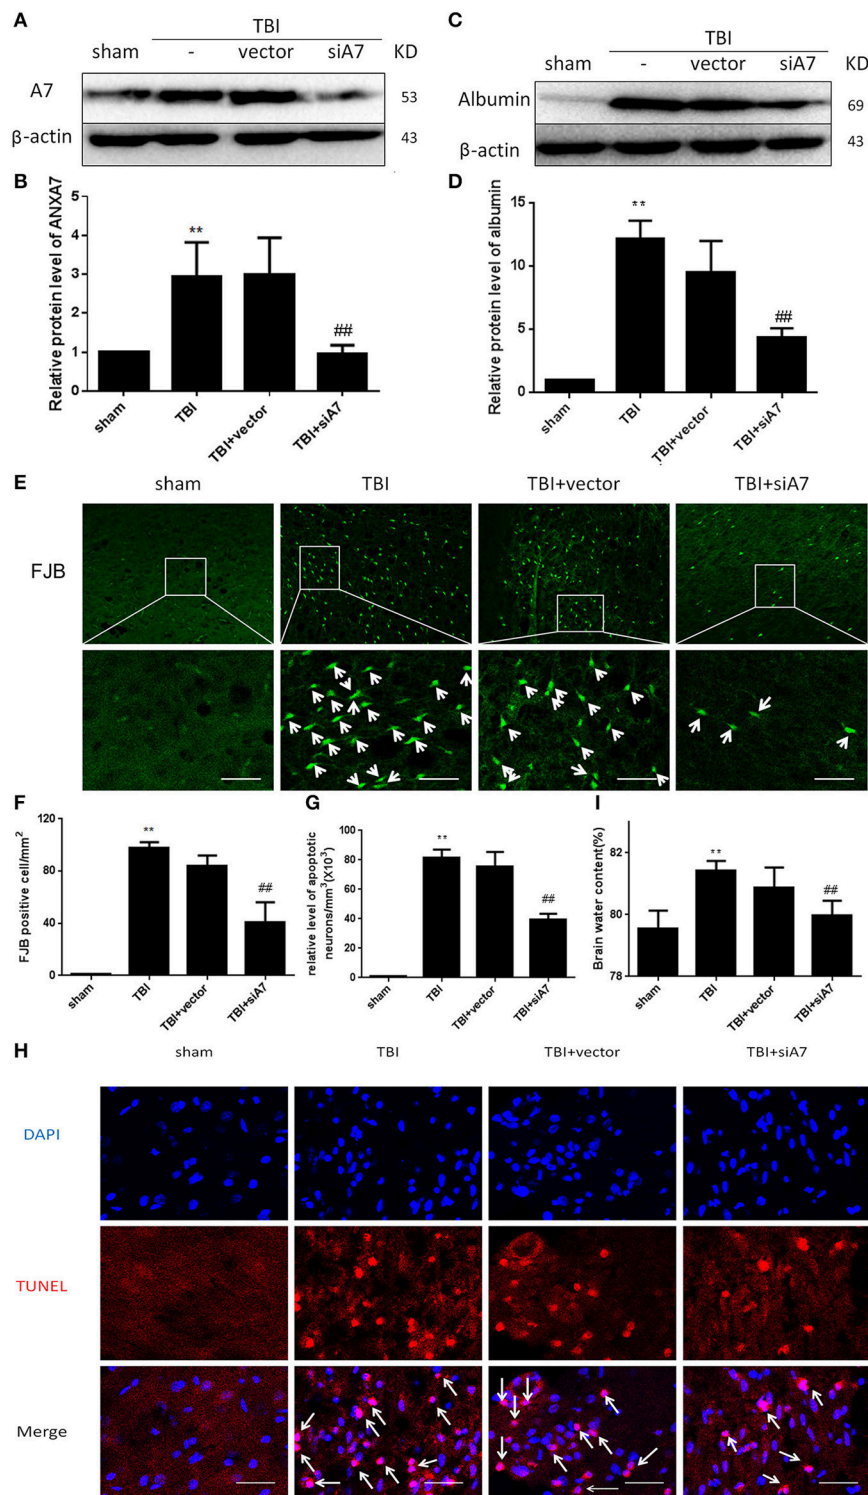 A
TBI
sham - vector siA7 KD
A7 53
β-actin 43
B
Relative protein level of ANXA7
5
4
3
2
1
0
**
##
sham TBI TBI+vector TBI+siA7
C
TBI
sham - vector siA7 KD
Albumin 69
β-actin 43
D
Relative protein level of albumin
15
10
5
0
**
##
sham TBI TBI+vector TBI+siA7
E
sham TBI TBI+vector TBI+siA7
FJB
F
FJB positive cell/mm²
120
80
40
0
**
##
sham TBI TBI+vector TBI+siA7
G
relative level of apoptotic
neurons/mm³(X10⁻³)
100
80
60
40
20
0
**
##
sham TBI TBI+vector TBI+siA7
I
Brain water content(%)
82
80
78
**
##
sham TBI TBI+vector TBI+siA7
H
sham TBI TBI+vector TBI+siA7
DAPI
TUNEL
Merge